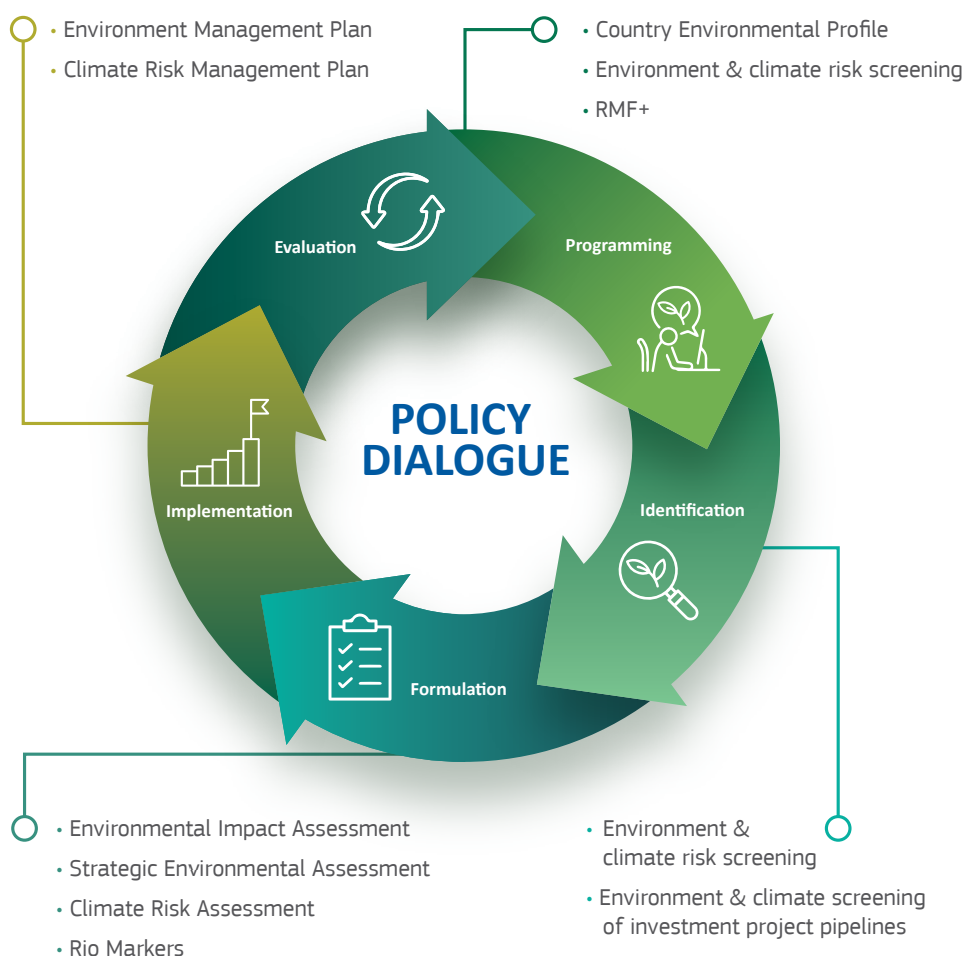 • Environment Management Plan
• Climate Risk Management Plan
• Country Environmental Profile
• Environment & climate risk screening
• RMF+
Evaluation
Programming
POLICY
DIALOGUE
Implementation
Identification
Formulation
• Environmental Impact Assessment
• Strategic Environmental Assessment
• Climate Risk Assessment
• Rio Markers
• Environment &
climate risk screening
• Environment & climate screening
of investment project pipelines